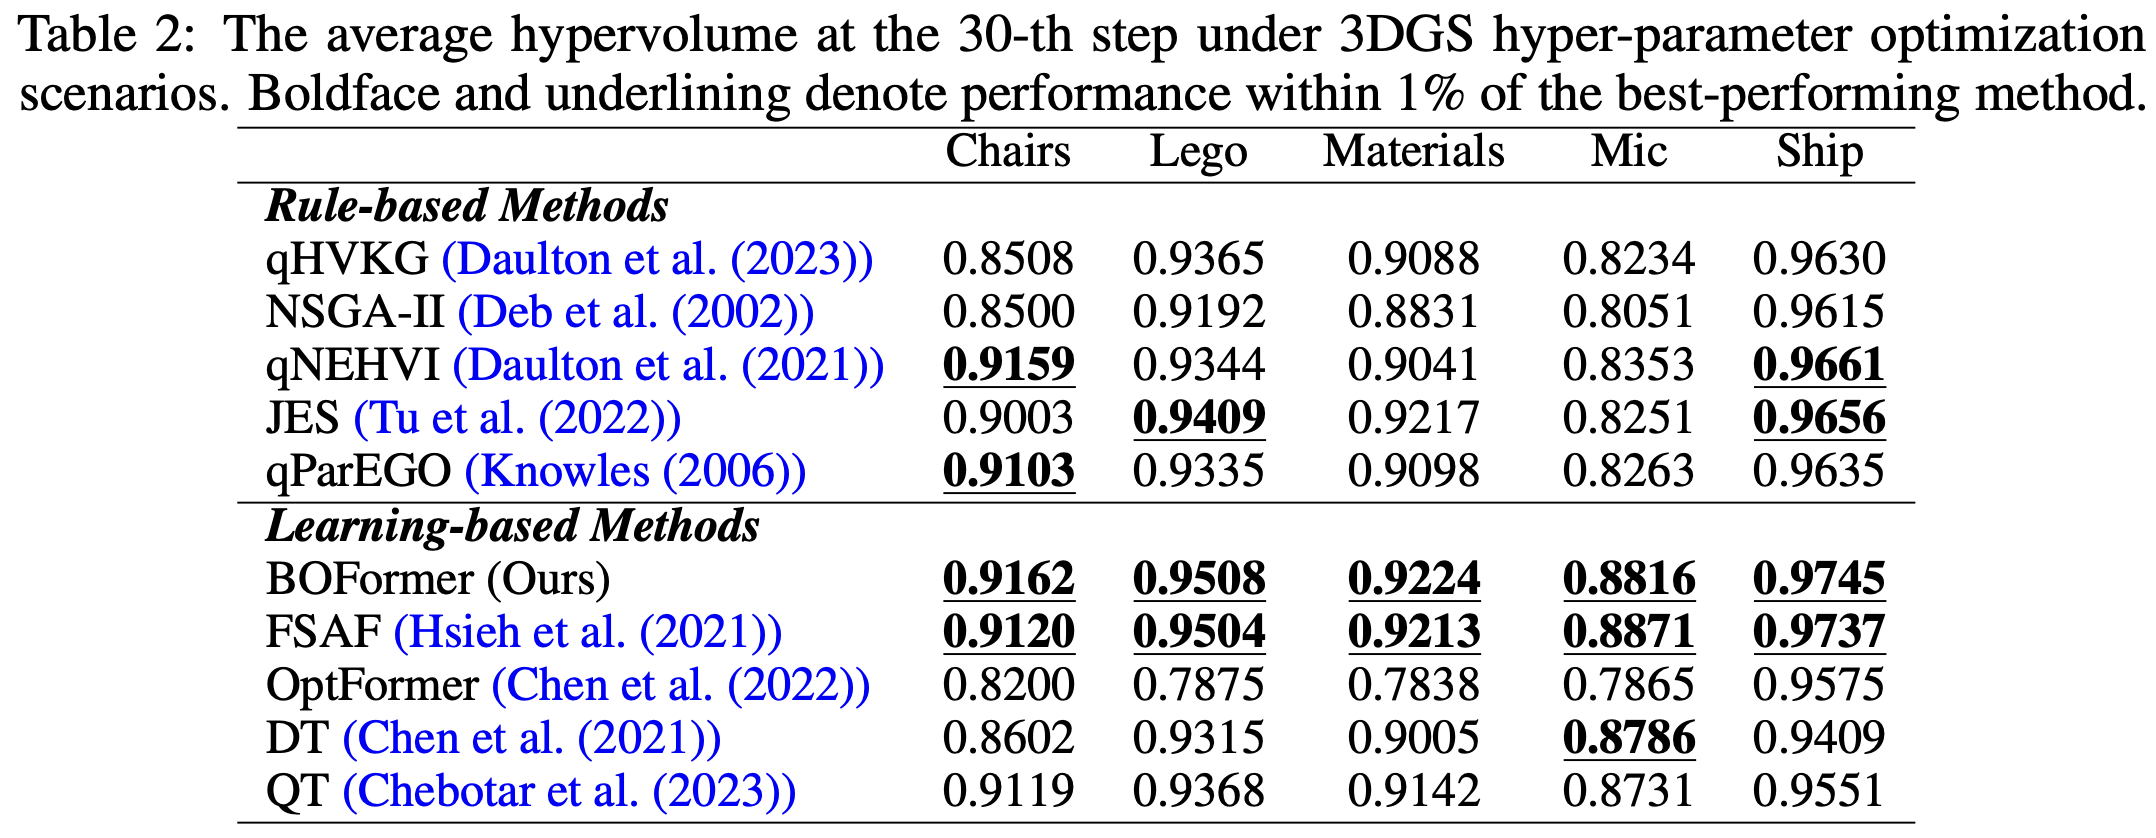 Table 2: The average hypervolume at the 30-th step under 3DGS hyper-parameter optimization
scenarios. Boldface and underlining denote performance within 1% of the best-performing method.
Chairs Lego Materials Mic Ship
Rule-based Methods
qHVKG (Daulton et al. (2023)) 0.8508 0.9365 0.9088 0.8234 0.9630
NSGA-II (Deb et al. (2002)) 0.8500 0.9192 0.8831 0.8051 0.9615
qNEHVI (Daulton et al. (2021)) 0.9159 0.9344 0.9041 0.8353 0.9661
JES (Tu et al. (2022)) 0.9003 0.9409 0.9217 0.8251 0.9656
qParEGO (Knowles (2006)) 0.9103 0.9335 0.9098 0.8263 0.9635
Learning-based Methods
BOFormer (Ours) 0.9162 0.9508 0.9224 0.8816 0.9745
FSAF (Hsieh et al. (2021)) 0.9120 0.9504 0.9213 0.8871 0.9737
OptFormer (Chen et al. (2022)) 0.8200 0.7875 0.7838 0.7865 0.9575
DT (Chen et al. (2021)) 0.8602 0.9315 0.9005 0.8786 0.9409
QT (Chebotar et al. (2023)) 0.9119 0.9368 0.9142 0.8731 0.9551